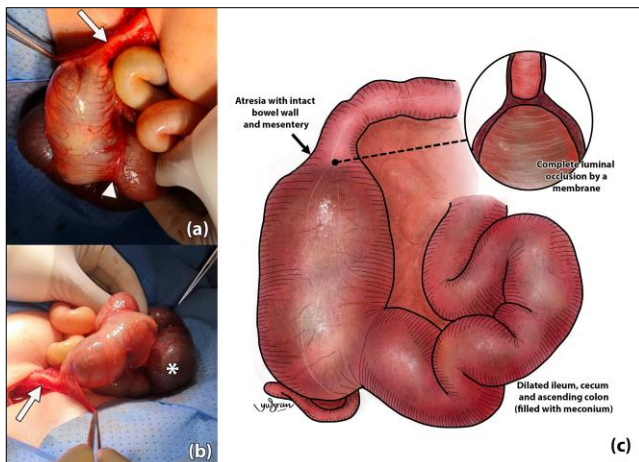 (a)
(b)
Atresia with intact
bowel wall
and mesentery
Complete luminal
occlusion by a
membrane
Dilated ileum, cecum
and ascending colon
(filled with meconium)
*
(c)